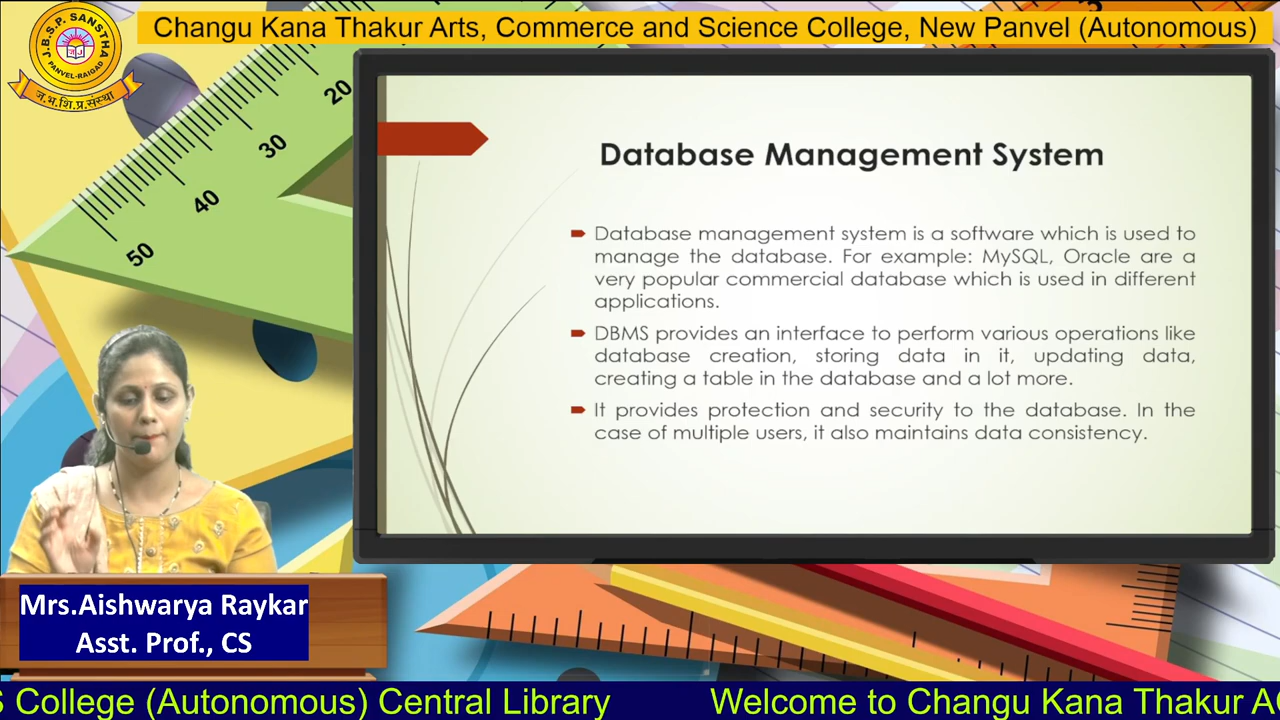 Changu Kana Thakur Arts, Commerce and Science College, New Panvel (Autonomous)
J.B.S.P. SANSTHA
PANVEL-RAIGAD
ज.भ.शि.प्र.संस्था
20
30
40
50
Database Management System
Database management system is a software which is used to
manage the database. For example: MySQL, Oracle are a
very popular commercial database which is used in different
applications.
DBMS provides an interface to perform various operations like
database creation, storing data in it, updating data,
creating a table in the database and a lot more.
It provides protection and security to the database. In the
case of multiple users, it also maintains data consistency.
Mrs.Aishwarya Raykar
Asst. Prof., CS
S College (Autonomous) Central Library Welcome to Changu Kana Thakur A